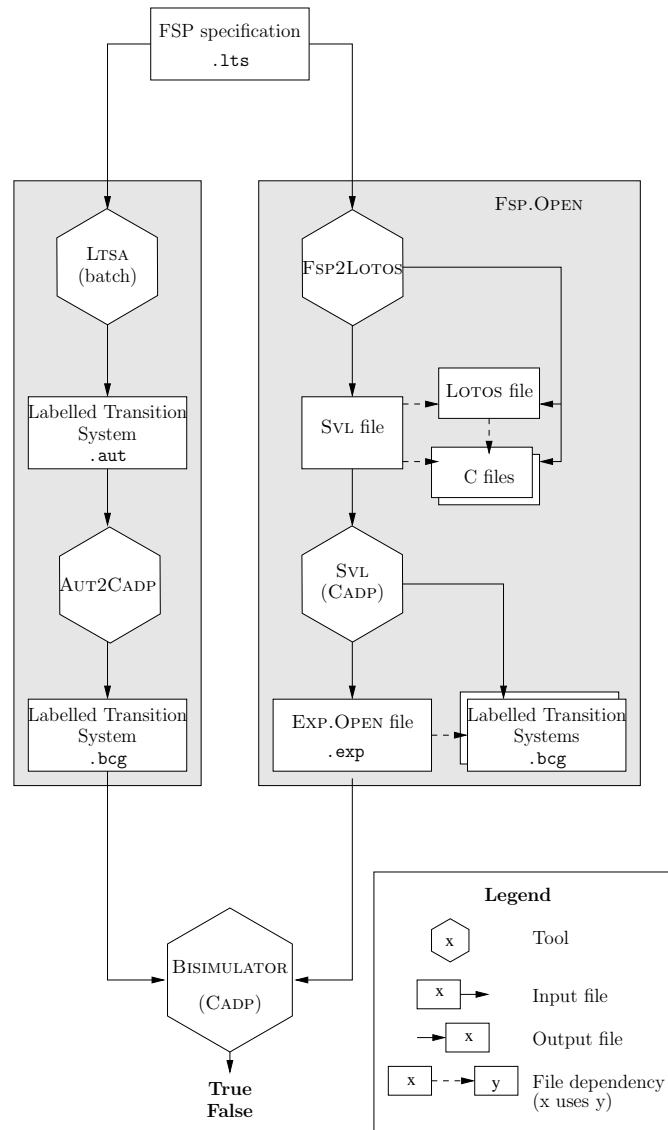 FSP specification
.lts
FSP.OPEN
LTSA
(batch)
FSP2LOTOS
Labelled Transition
System
.aut
SVL file
LOTOS file
C files
AUT2CADP
SVL
(CADP)
Labelled Transition
System
.bcg
EXP.OPEN file
.exp
Labelled Transition
Systems
.bcg
BISIMULATOR
(CADP)
True
False
Legend
x
Tool
x
Input file
x
Output file
x
y
File dependency
(x uses y)